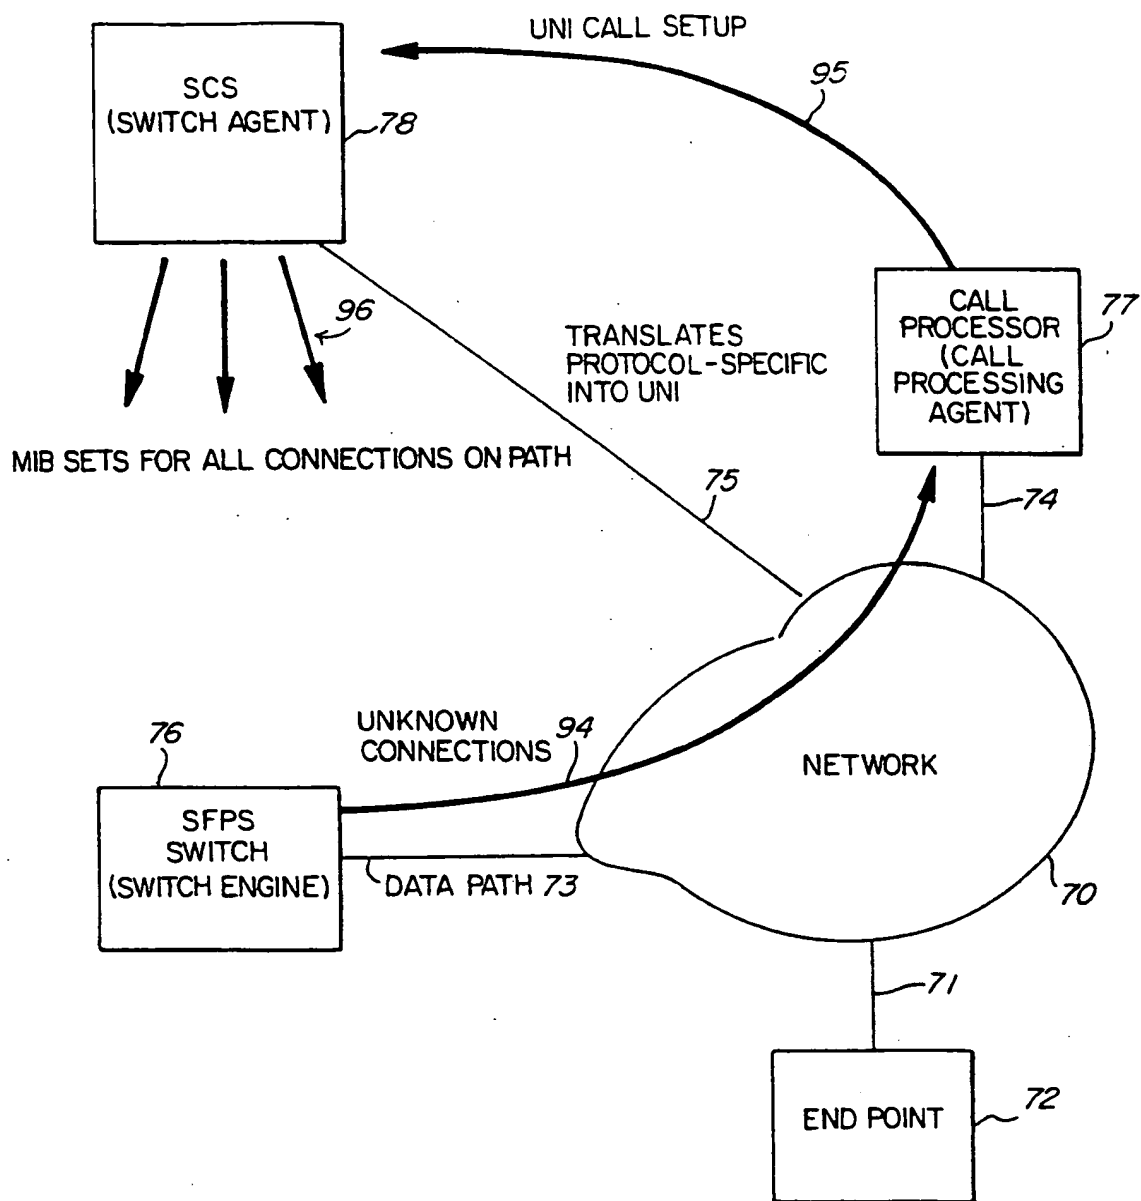 UNI CALL SETUP
95
SCS
(SWITCH AGENT)
78
96
CALL
PROCESSOR
(CALL
PROCESSING
AGENT)
77
TRANSLATES
PROTOCOL-SPECIFIC
INTO UNI
MIB SETS FOR ALL CONNECTIONS ON PATH
75
74
UNKNOWN
CONNECTIONS
94
76
NETWORK
SFPS
SWITCH
(SWITCH ENGINE)
DATA PATH 73
70
71
END POINT
72